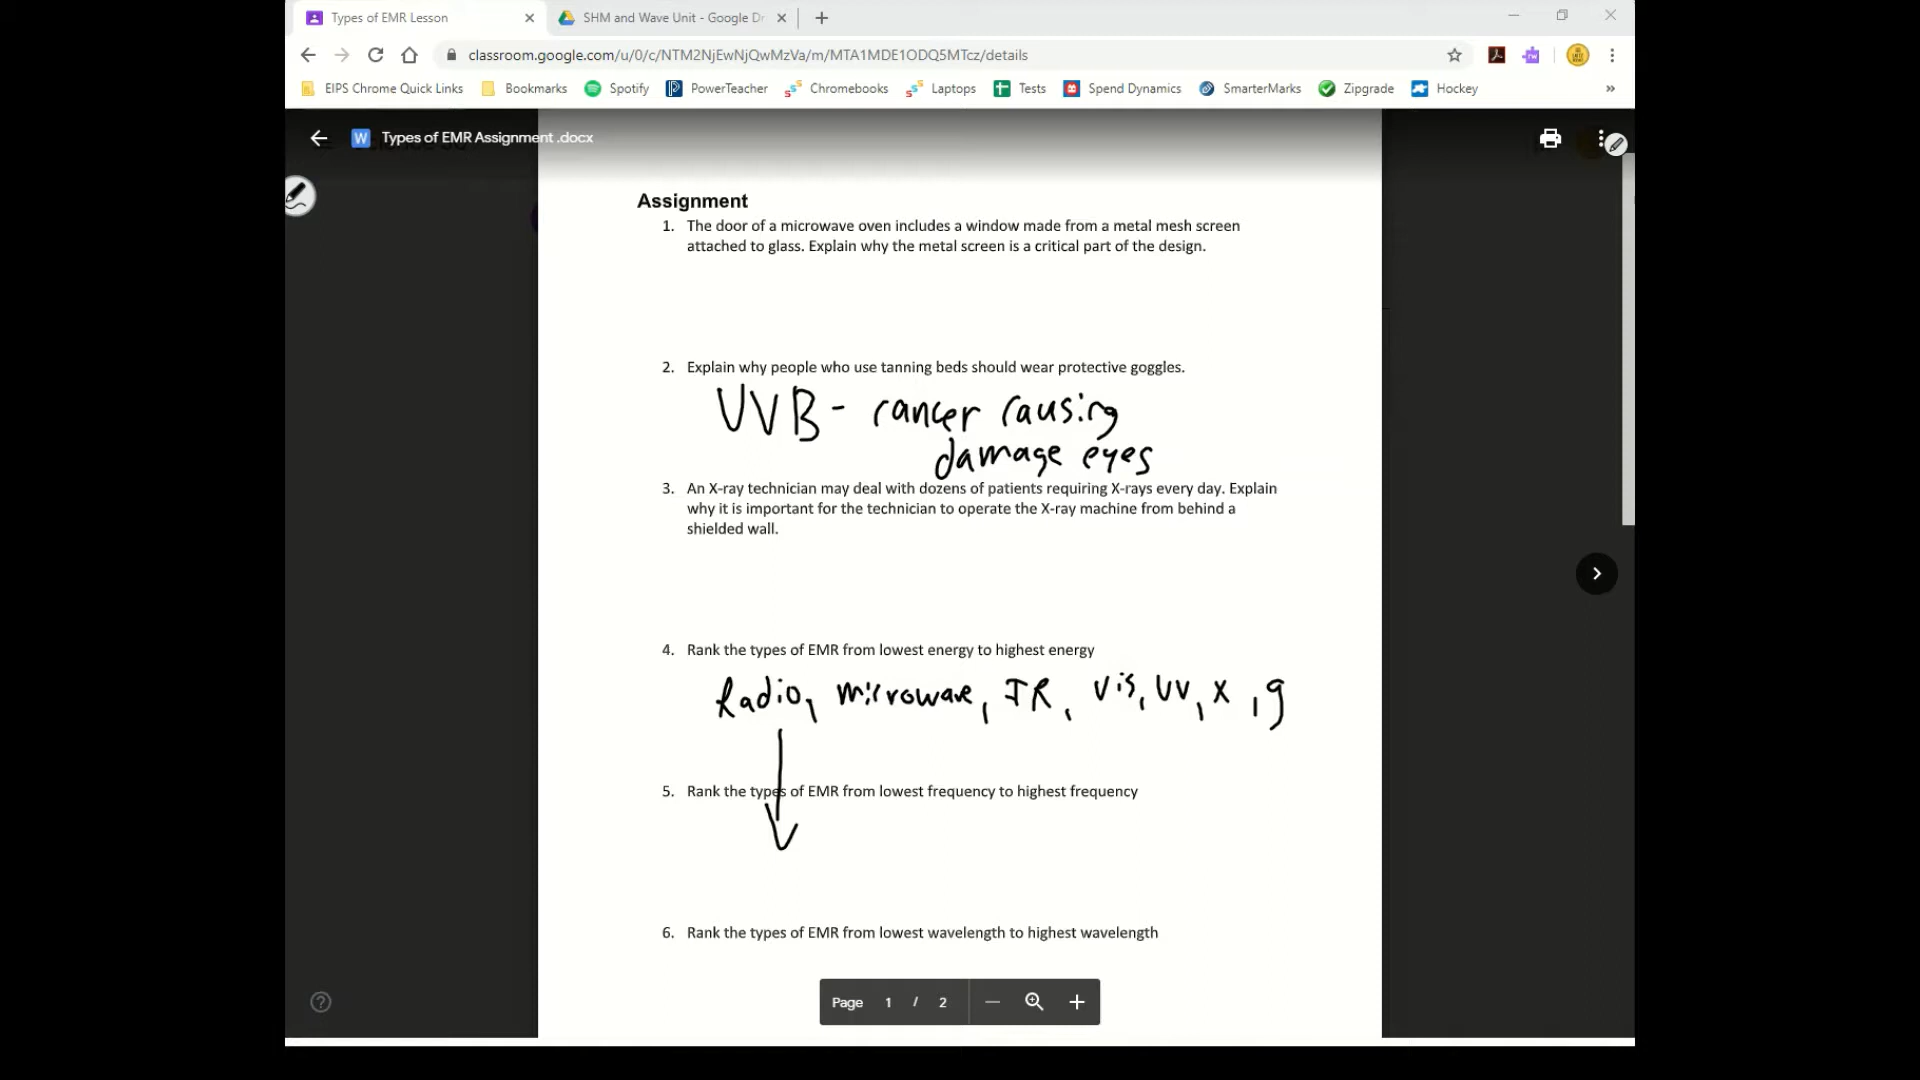 Types of EMR Lesson
SHM and Wave Unit - Google Dr
classroom.google.com/u/0/c/NTM2NjEwNjQwMzVa/m/MTA1MDE1ODQ5MTcz/details
EIPS Chrome Quick Links Bookmarks Spotify PowerTeacher Chromebooks Laptops Tests Spend Dynamics SmarterMarks Zipgrade Hockey »
W Types of EMR Assignment .docx
Assignment
1. The door of a microwave oven includes a window made from a metal mesh screen
attached to glass. Explain why the metal screen is a critical part of the design.
2. Explain why people who use tanning beds should wear protective goggles.
UVB - cancer causing
damage eyes
3. An X-ray technician may deal with dozens of patients requiring X-rays every day. Explain
why it is important for the technician to operate the X-ray machine from behind a
shielded wall.
4. Rank the types of EMR from lowest energy to highest energy
Radio, microwave, IR, Vis, UV, X, g
5. Rank the types of EMR from lowest frequency to highest frequency
6. Rank the types of EMR from lowest wavelength to highest wavelength
Page 1 / 2